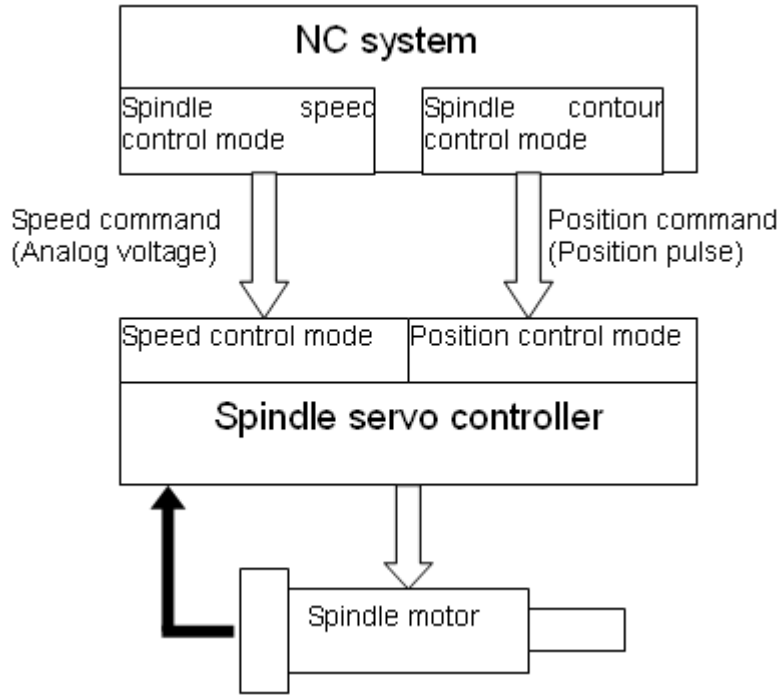 NC system
Spindle speed
control mode
Spindle contour
control mode
Speed command
(Analog voltage)
Position command
(Position pulse)
Speed control mode
Position control mode
Spindle servo controller
Spindle motor